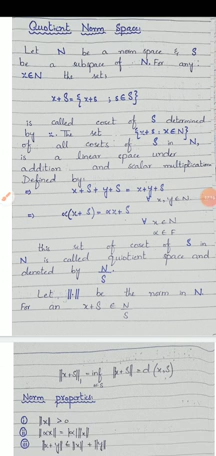 Quotient Norm Space
Let N be a norm space & S
be a subspace of N. For any
x∈N the set
x+S = {x+s ; s∈S}
is called coset of S determined
by x. The set {x+S : x∈N}
of all cosets of S in N,
is a linear space under
addition and scalar multiplication
Defined by:
x+S + y+S = x+y+S
∀ x,y∈N
α(x+S) = αx+S
∀ x∈N
α∈F
this set of coset of S in
N is called quotient space and
denoted by N/S
Let ‖·‖ be the norm in N.
For an x+S ∈ N/S
‖x+S‖₁ = inf ‖x+S‖ = d(x,S)
Norm properties
i ‖x‖ > 0
ii ‖αx‖ = |α|‖x‖
iii ‖x+y‖ ≤ ‖x‖ + ‖y‖